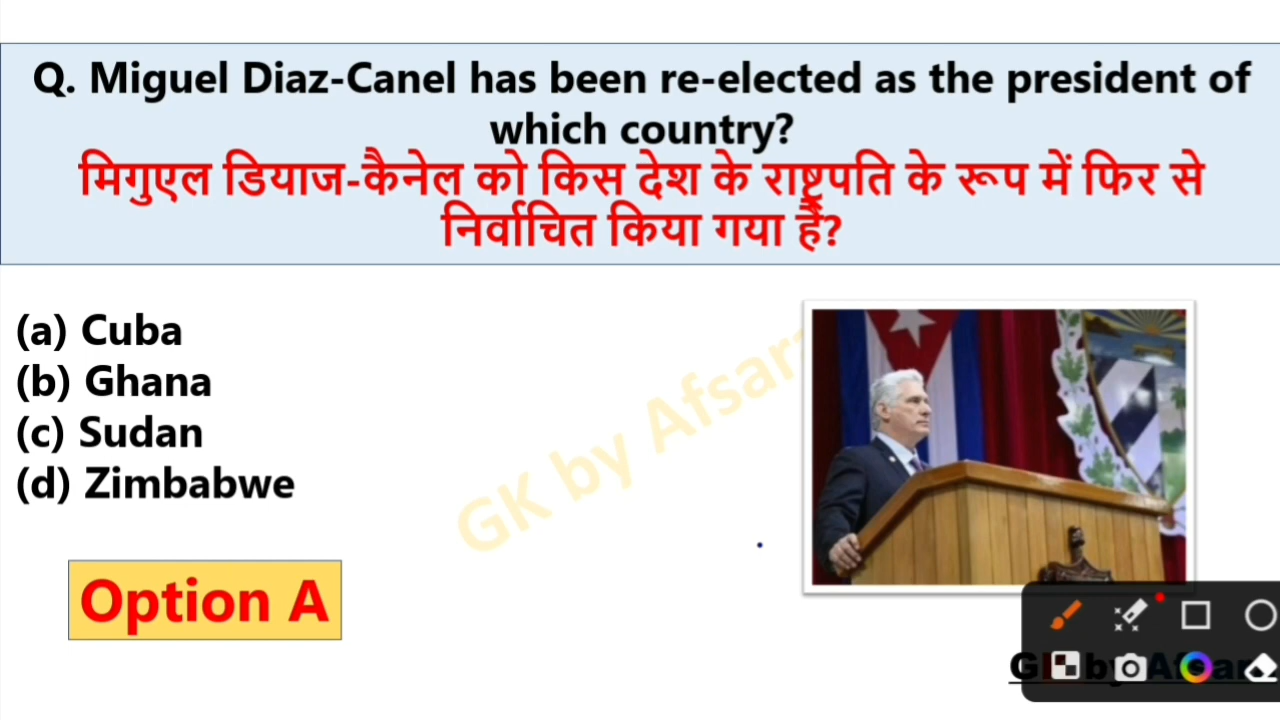 Q. Miguel Diaz-Canel has been re-elected as the president of
which country?
मिगुएल डियाज-कैनेल को किस देश के राष्ट्रपति के रूप में फिर से
निर्वाचित किया गया है?
(a) Cuba
(b) Ghana
(c) Sudan
(d) Zimbabwe
GK by Afsar
Option A